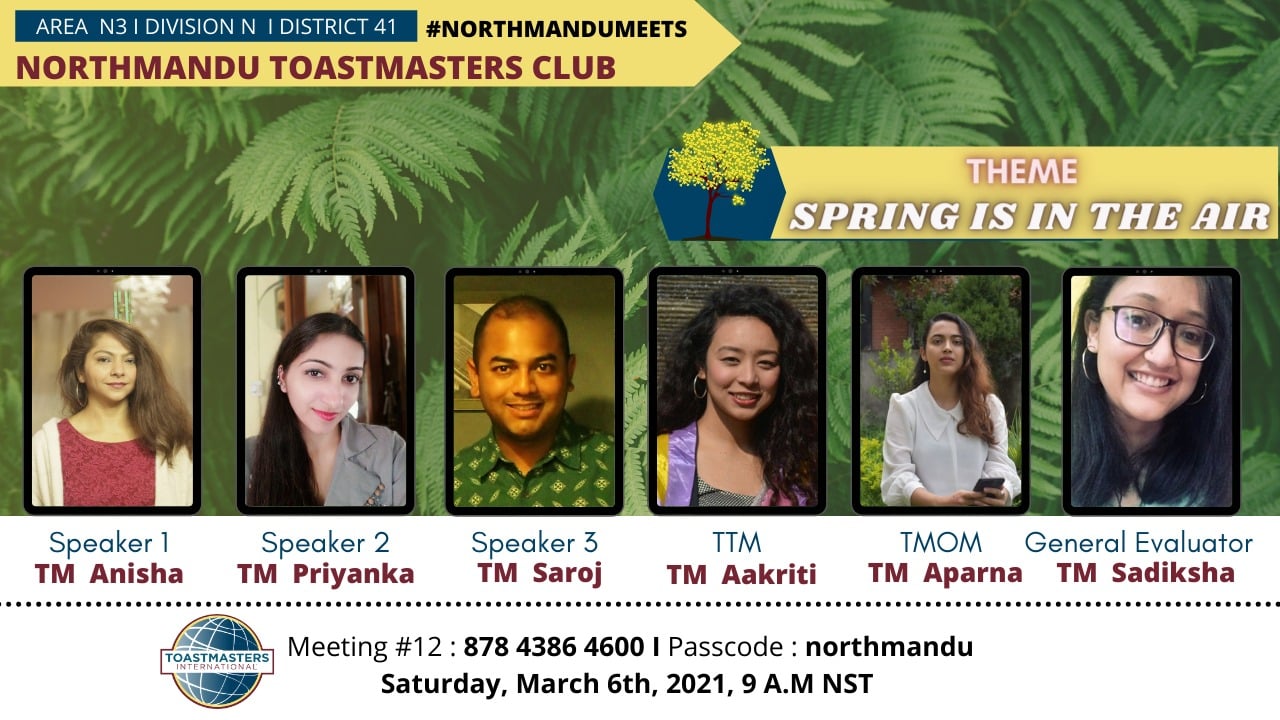 AREA N3 I DIVISION N I DISTRICT 41
#NORTHMANDUMEETS
NORTHMANDU TOASTMASTERS CLUB
THEME
SPRING IS IN THE AIR
Speaker 1
TM Anisha
Speaker 2
TM Priyanka
Speaker 3
TM Saroj
TTM
TM Aakriti
TMOM
TM Aparna
General Evaluator
TM Sadiksha
TOASTMASTERS
INTERNATIONAL
Meeting #12 : 878 4386 4600 I Passcode : northmandu
Saturday, March 6th, 2021, 9 A.M NST